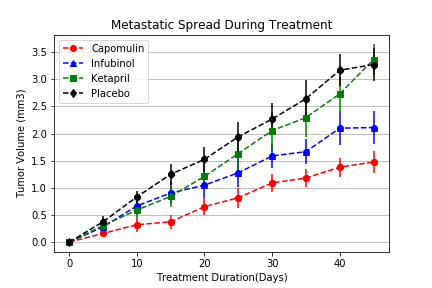 Metastatic Spread During Treatment
Capomulin
Infubinol
Ketapril
Placebo
Tumor Volume (mm3)
3.5
3.0
2.5
2.0
1.5
1.0
0.5
0.0
0 10 20 30 40
Treatment Duration(Days)